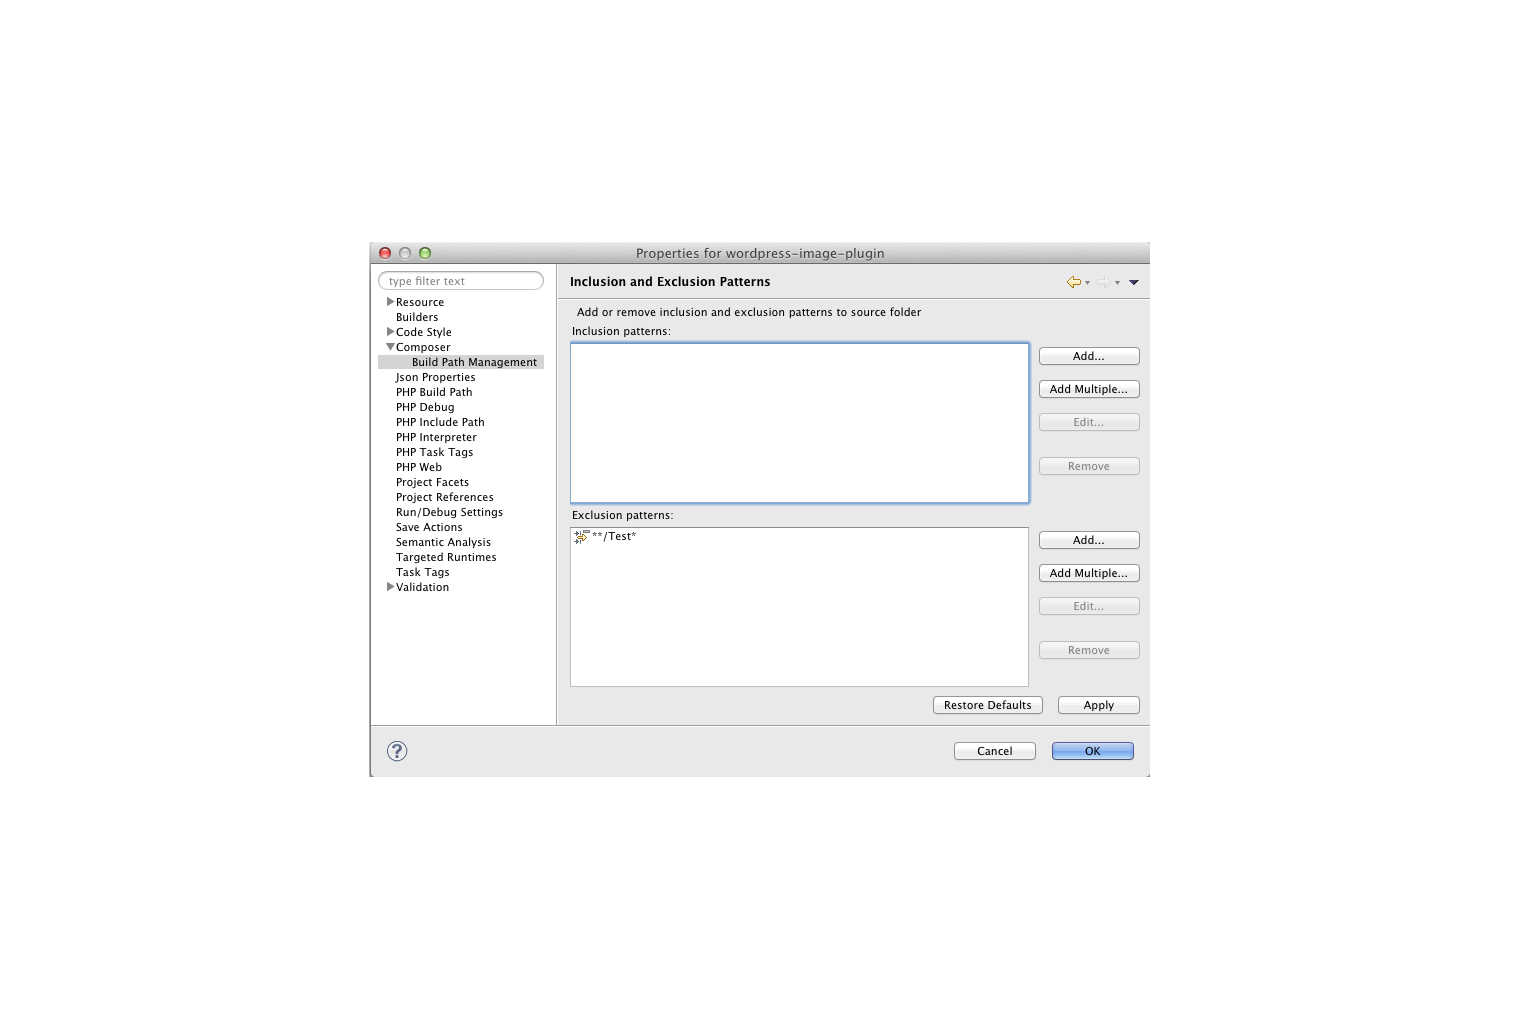 Properties for wordpress-image-plugin
type filter text
Resource
Builders
Code Style
Composer
Build Path Management
Json Properties
PHP Build Path
PHP Debug
PHP Include Path
PHP Interpreter
PHP Task Tags
PHP Web
Project Facets
Project References
Run/Debug Settings
Save Actions
Semantic Analysis
Targeted Runtimes
Task Tags
Validation
Inclusion and Exclusion Patterns
Add or remove inclusion and exclusion patterns to source folder
Inclusion patterns:
Add...
Add Multiple...
Edit...
Remove
Exclusion patterns:
**/Test*
Add...
Add Multiple...
Edit...
Remove
Restore Defaults
Apply
?
Cancel
OK